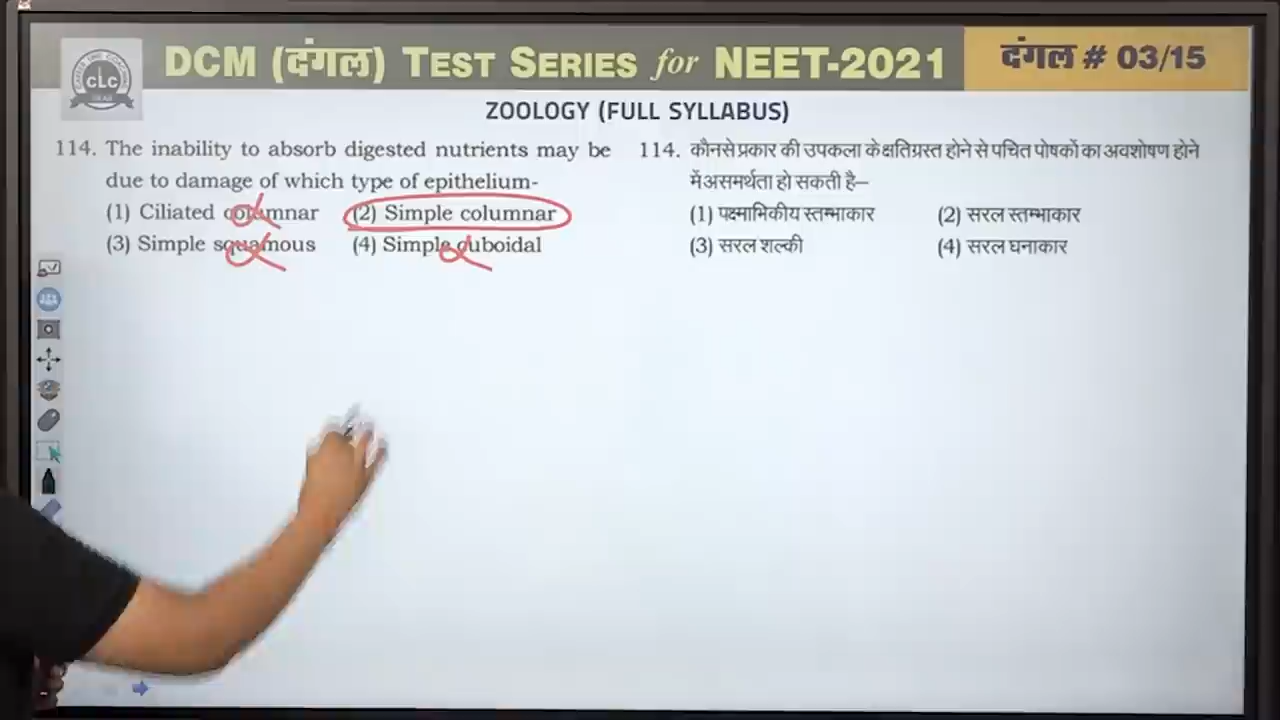 CLC
DCM (दंगल) TEST SERIES for NEET-2021
दंगल # 03/15
ZOOLOGY (FULL SYLLABUS)
114. The inability to absorb digested nutrients may be
due to damage of which type of epithelium-
(1) Ciliated columnar (2) Simple columnar
(3) Simple squamous (4) Simple cuboidal
114. कौनसे प्रकार की उपकला के क्षतिग्रस्त होने से पचित पोषकों का अवशोषण होने
में असमर्थता हो सकती है–
(1) पक्ष्माभिकीय स्तम्भाकार (2) सरल स्तम्भाकार
(3) सरल शल्की (4) सरल घनाकार